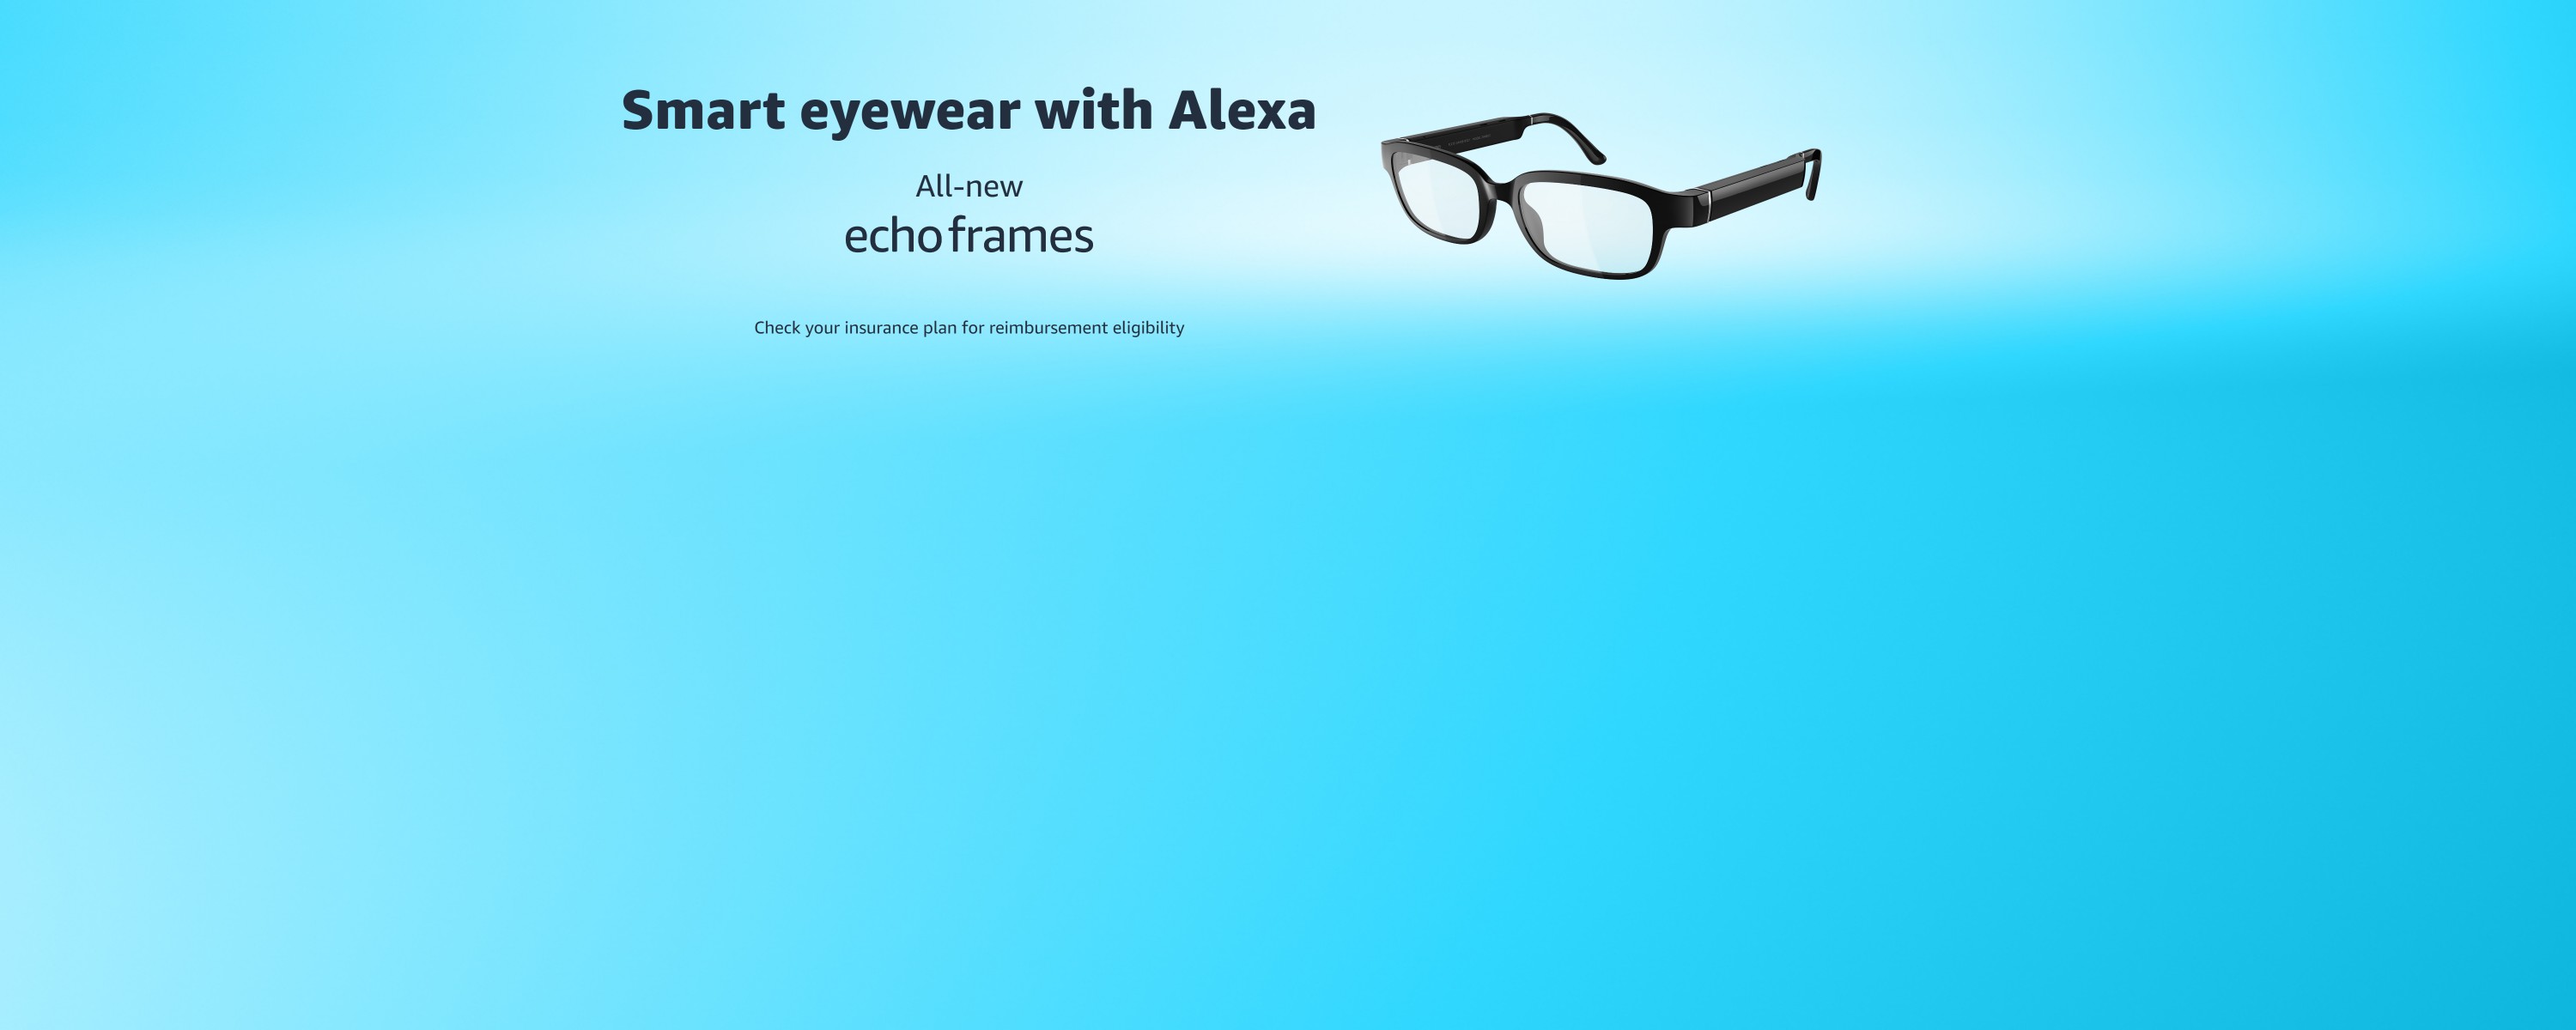 Smart eyewear with Alexa
All-new
echo frames
Check your insurance plan for reimbursement eligibility